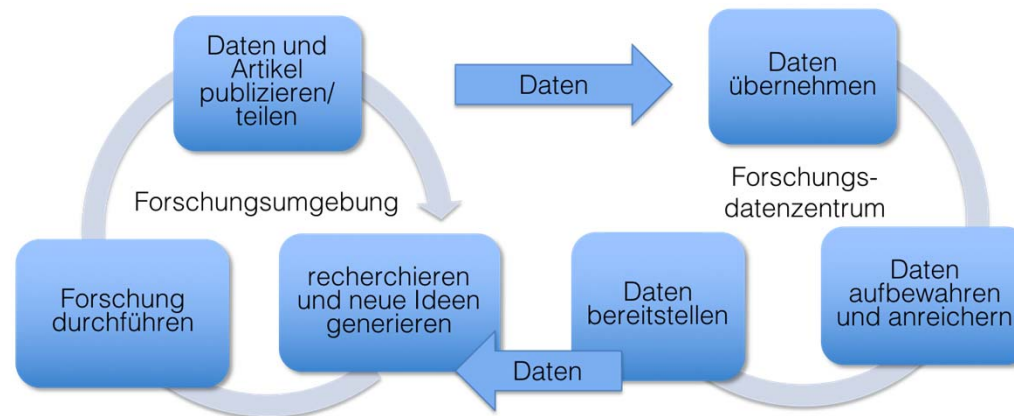 Daten und
Artikel
publizieren/
teilen
Daten
Daten
übernehmen
Forschungsumgebung
Forschungs-
datenzentrum
Forschung
durchführen
recherchieren
und neue Ideen
generieren
Daten
bereitstellen
Daten
aufbewahren
und anreichern
Daten